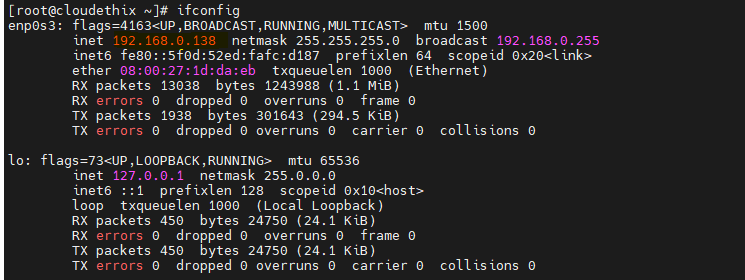 [root@cloudethix ~]# ifconfig
enp0s3: flags=4163<UP,BROADCAST,RUNNING,MULTICAST>  mtu 1500
        inet 192.168.0.138  netmask 255.255.255.0  broadcast 192.168.0.255
        inet6 fe80::5f0d:52ed:fafc:d187  prefixlen 64  scopeid 0x20<link>
        ether 08:00:27:1d:da:eb  txqueuelen 1000  (Ethernet)
        RX packets 13038  bytes 1243988 (1.1 MiB)
        RX errors 0  dropped 0  overruns 0  frame 0
        TX packets 1938  bytes 301643 (294.5 KiB)
        TX errors 0  dropped 0 overruns 0  carrier 0  collisions 0

lo: flags=73<UP,LOOPBACK,RUNNING>  mtu 65536
        inet 127.0.0.1  netmask 255.0.0.0
        inet6 ::1  prefixlen 128  scopeid 0x10<host>
        loop  txqueuelen 1000  (Local Loopback)
        RX packets 450  bytes 24750 (24.1 KiB)
        RX errors 0  dropped 0  overruns 0  frame 0
        TX packets 450  bytes 24750 (24.1 KiB)
        TX errors 0  dropped 0 overruns 0  carrier 0  collisions 0